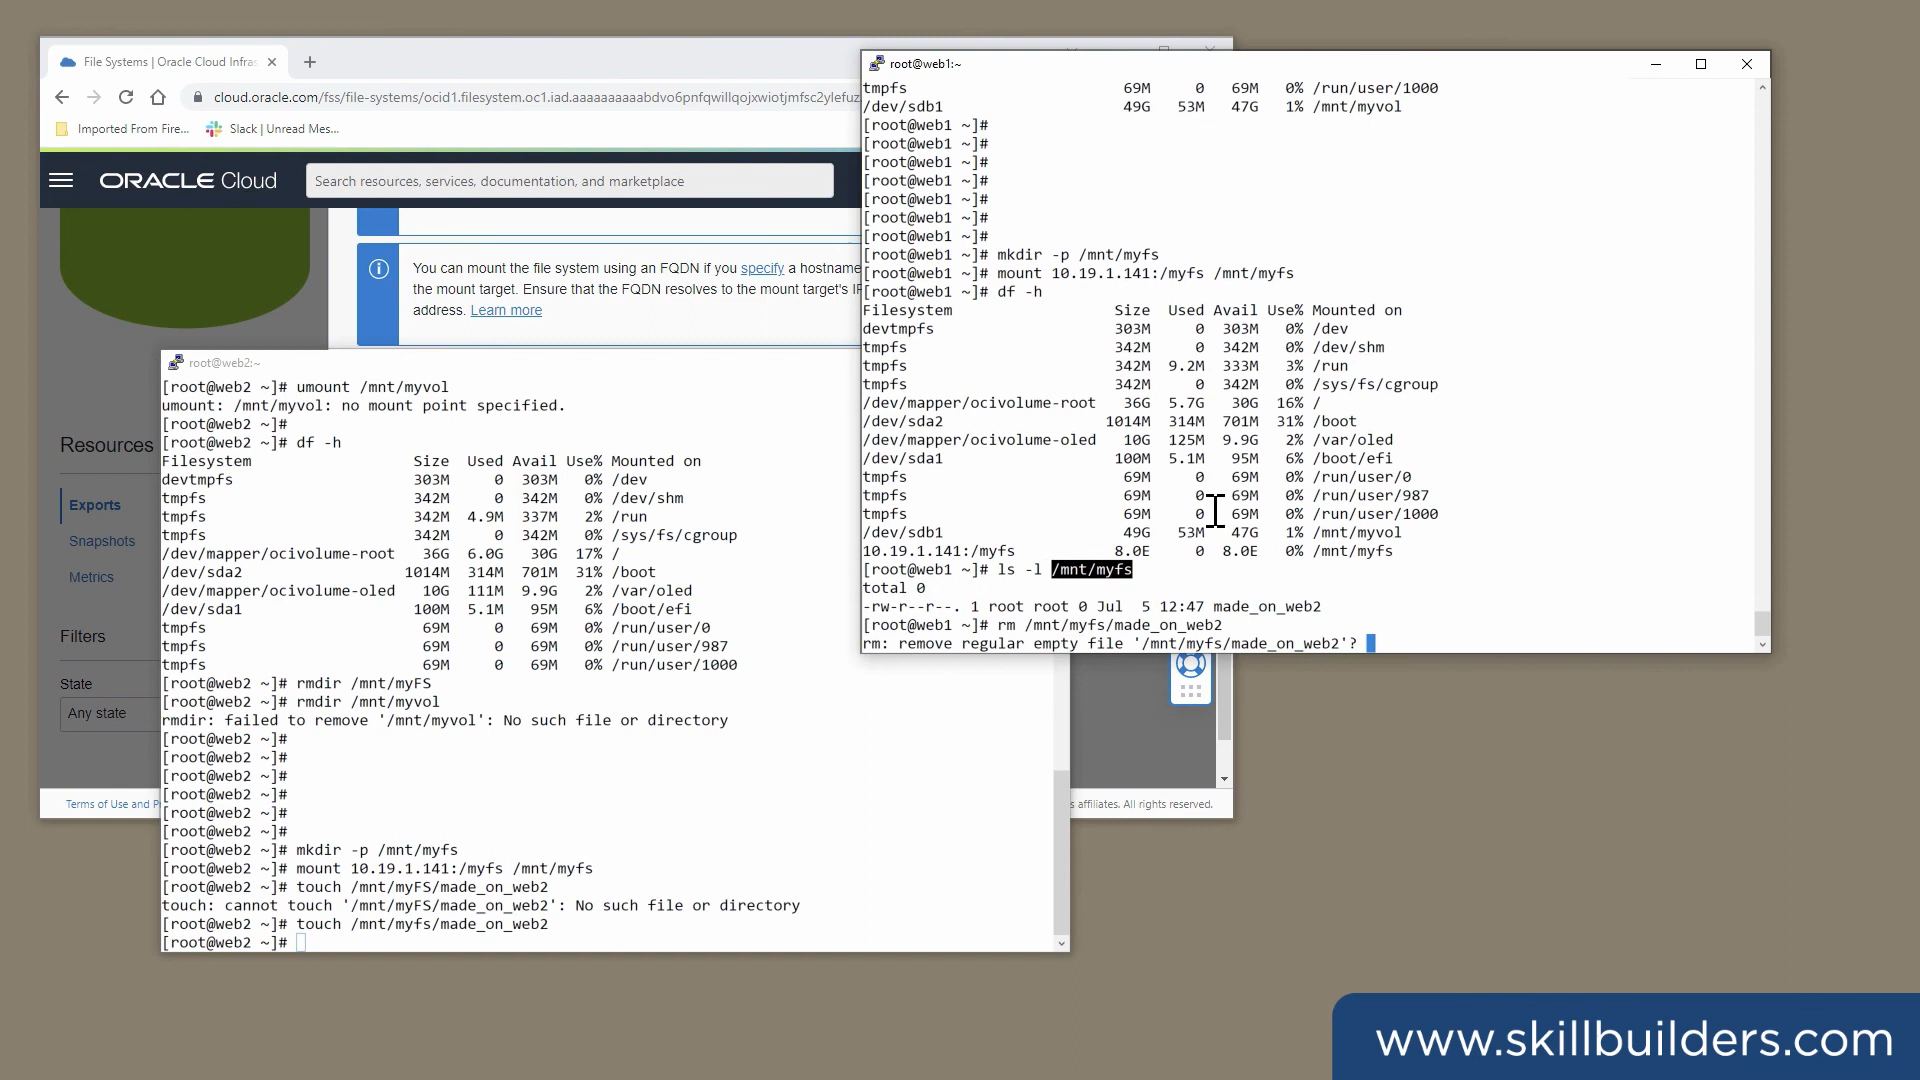 File Systems | Oracle Cloud Infras
cloud.oracle.com/fss/file-systems/ocid1.filesystem.oc1.iad.aaaaaaaaaabdvo6pnfqwillqojxwiotjmfsc2ylefuz
Imported From Fire...
Slack | Unread Mes...
ORACLE Cloud
Search resources, services, documentation, and marketplace
You can mount the file system using an FQDN if you specify a hostname
the mount target. Ensure that the FQDN resolves to the mount target's IP
address. Learn more
Resources
Exports
Snapshots
Metrics
Filters
State
Any state
Terms of Use and P
s affiliates. All rights reserved.
root@web1:~
tmpfs 69M 0 69M 0% /run/user/1000
/dev/sdb1 49G 53M 47G 1% /mnt/myvol
[root@web1 ~]#
[root@web1 ~]#
[root@web1 ~]#
[root@web1 ~]#
[root@web1 ~]#
[root@web1 ~]#
[root@web1 ~]#
[root@web1 ~]# mkdir -p /mnt/myfs
[root@web1 ~]# mount 10.19.1.141:/myfs /mnt/myfs
[root@web1 ~]# df -h
Filesystem Size Used Avail Use% Mounted on
devtmpfs 303M 0 303M 0% /dev
tmpfs 342M 0 342M 0% /dev/shm
tmpfs 342M 9.2M 333M 3% /run
tmpfs 342M 0 342M 0% /sys/fs/cgroup
/dev/mapper/ocivolume-root 36G 5.7G 30G 16% /
/dev/sda2 1014M 314M 701M 31% /boot
/dev/mapper/ocivolume-oled 10G 125M 9.9G 2% /var/oled
/dev/sda1 100M 5.1M 95M 6% /boot/efi
tmpfs 69M 0 69M 0% /run/user/0
tmpfs 69M 0 69M 0% /run/user/987
tmpfs 69M 0 69M 0% /run/user/1000
/dev/sdb1 49G 53M 47G 1% /mnt/myvol
10.19.1.141:/myfs 8.0E 0 8.0E 0% /mnt/myfs
[root@web1 ~]# ls -l /mnt/myfs
total 0
-rw-r--r--. 1 root root 0 Jul  5 12:47 made_on_web2
[root@web1 ~]# rm /mnt/myfs/made_on_web2
rm: remove regular empty file '/mnt/myfs/made_on_web2'?
root@web2:~
[root@web2 ~]# umount /mnt/myvol
umount: /mnt/myvol: no mount point specified.
[root@web2 ~]#
[root@web2 ~]# df -h
Filesystem Size Used Avail Use% Mounted on
devtmpfs 303M 0 303M 0% /dev
tmpfs 342M 0 342M 0% /dev/shm
tmpfs 342M 4.9M 337M 2% /run
tmpfs 342M 0 342M 0% /sys/fs/cgroup
/dev/mapper/ocivolume-root 36G 6.0G 30G 17% /
/dev/sda2 1014M 314M 701M 31% /boot
/dev/mapper/ocivolume-oled 10G 111M 9.9G 2% /var/oled
/dev/sda1 100M 5.1M 95M 6% /boot/efi
tmpfs 69M 0 69M 0% /run/user/0
tmpfs 69M 0 69M 0% /run/user/987
tmpfs 69M 0 69M 0% /run/user/1000
[root@web2 ~]# rmdir /mnt/myFS
[root@web2 ~]# rmdir /mnt/myvol
rmdir: failed to remove '/mnt/myvol': No such file or directory
[root@web2 ~]#
[root@web2 ~]#
[root@web2 ~]#
[root@web2 ~]#
[root@web2 ~]#
[root@web2 ~]#
[root@web2 ~]# mkdir -p /mnt/myfs
[root@web2 ~]# mount 10.19.1.141:/myfs /mnt/myfs
[root@web2 ~]# touch /mnt/myFS/made_on_web2
touch: cannot touch '/mnt/myFS/made_on_web2': No such file or directory
[root@web2 ~]# touch /mnt/myfs/made_on_web2
[root@web2 ~]#
www.skillbuilders.com